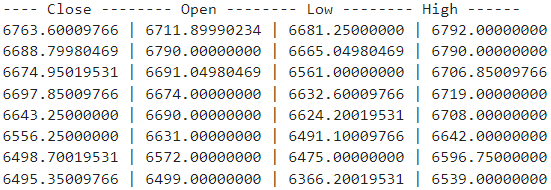 ---- Close -------- Open -------- Low -------- High ------
6763.60009766 | 6711.89990234 | 6681.25000000 | 6792.00000000
6688.79980469 | 6790.00000000 | 6665.04980469 | 6790.00000000
6674.95019531 | 6691.04980469 | 6561.00000000 | 6706.85009766
6697.85009766 | 6674.00000000 | 6632.60009766 | 6719.00000000
6643.25000000 | 6690.00000000 | 6624.20019531 | 6708.00000000
6556.25000000 | 6631.00000000 | 6491.10009766 | 6642.00000000
6498.70019531 | 6572.00000000 | 6475.00000000 | 6596.75000000
6495.35009766 | 6499.00000000 | 6366.20019531 | 6539.00000000